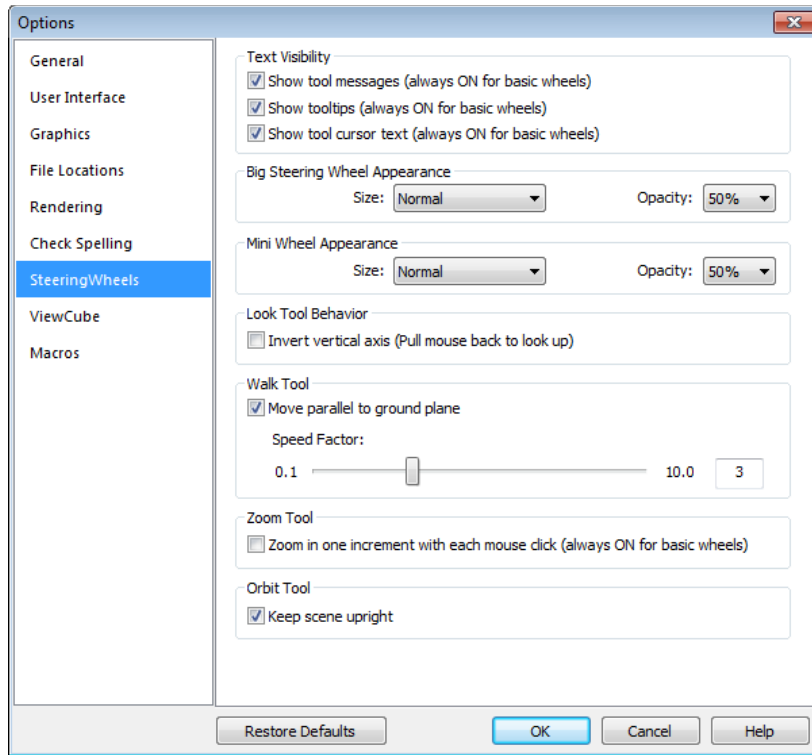 Options
General
User Interface
Graphics
File Locations
Rendering
Check Spelling
SteeringWheels
ViewCube
Macros
Text Visibility
Show tool messages (always ON for basic wheels)
Show tooltips (always ON for basic wheels)
Show tool cursor text (always ON for basic wheels)
Big Steering Wheel Appearance
Size: Normal Opacity: 50%
Mini Wheel Appearance
Size: Normal Opacity: 50%
Look Tool Behavior
Invert vertical axis (Pull mouse back to look up)
Walk Tool
Move parallel to ground plane
Speed Factor:
0.1 10.0 3
Zoom Tool
Zoom in one increment with each mouse click (always ON for basic wheels)
Orbit Tool
Keep scene upright
Restore Defaults OK Cancel Help